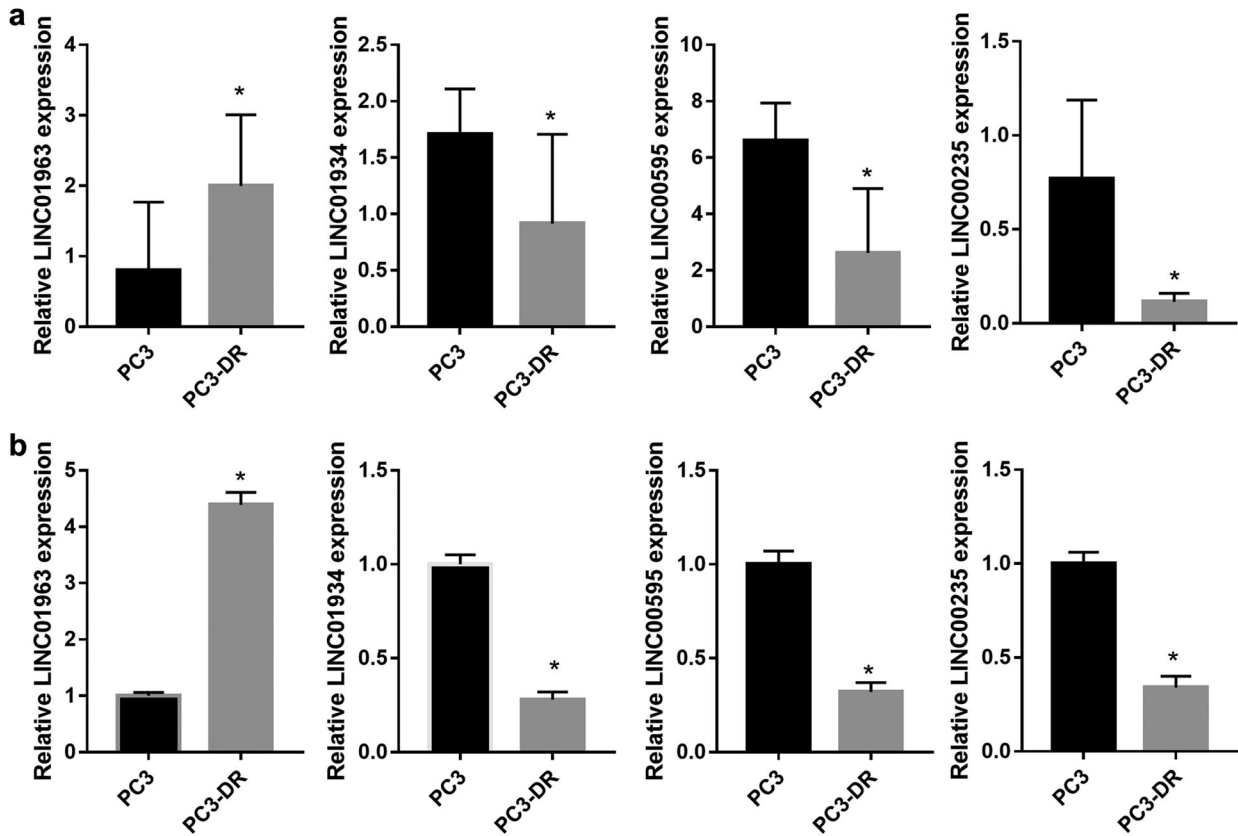 a
Relative LINC01963 expression
4
3
2
1
0
*
PC3
PC3-DR
Relative LINC01934 expression
2.5
2.0
1.5
1.0
0.5
0.0
*
PC3
PC3-DR
Relative LINC00595 expression
10
8
6
4
2
0
*
PC3
PC3-DR
Relative LINC00235 expression
1.5
1.0
0.5
0.0
*
PC3
PC3-DR
b
Relative LINC01963 expression
5
4
3
2
1
0
*
PC3
PC3-DR
Relative LINC01934 expression
1.5
1.0
0.5
0.0
*
PC3
PC3-DR
Relative LINC00595 expression
1.5
1.0
0.5
0.0
*
PC3
PC3-DR
Relative LINC00235 expression
1.5
1.0
0.5
0.0
*
PC3
PC3-DR